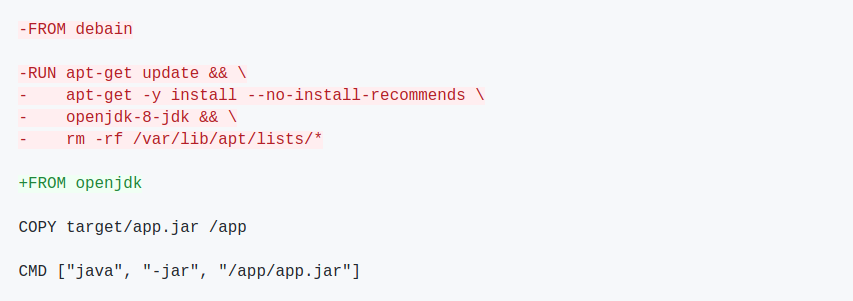 -FROM debain
-RUN apt-get update && \
-    apt-get -y install --no-install-recommends \
-    openjdk-8-jdk && \
-    rm -rf /var/lib/apt/lists/*
+FROM openjdk
COPY target/app.jar /app
CMD ["java", "-jar", "/app/app.jar"]